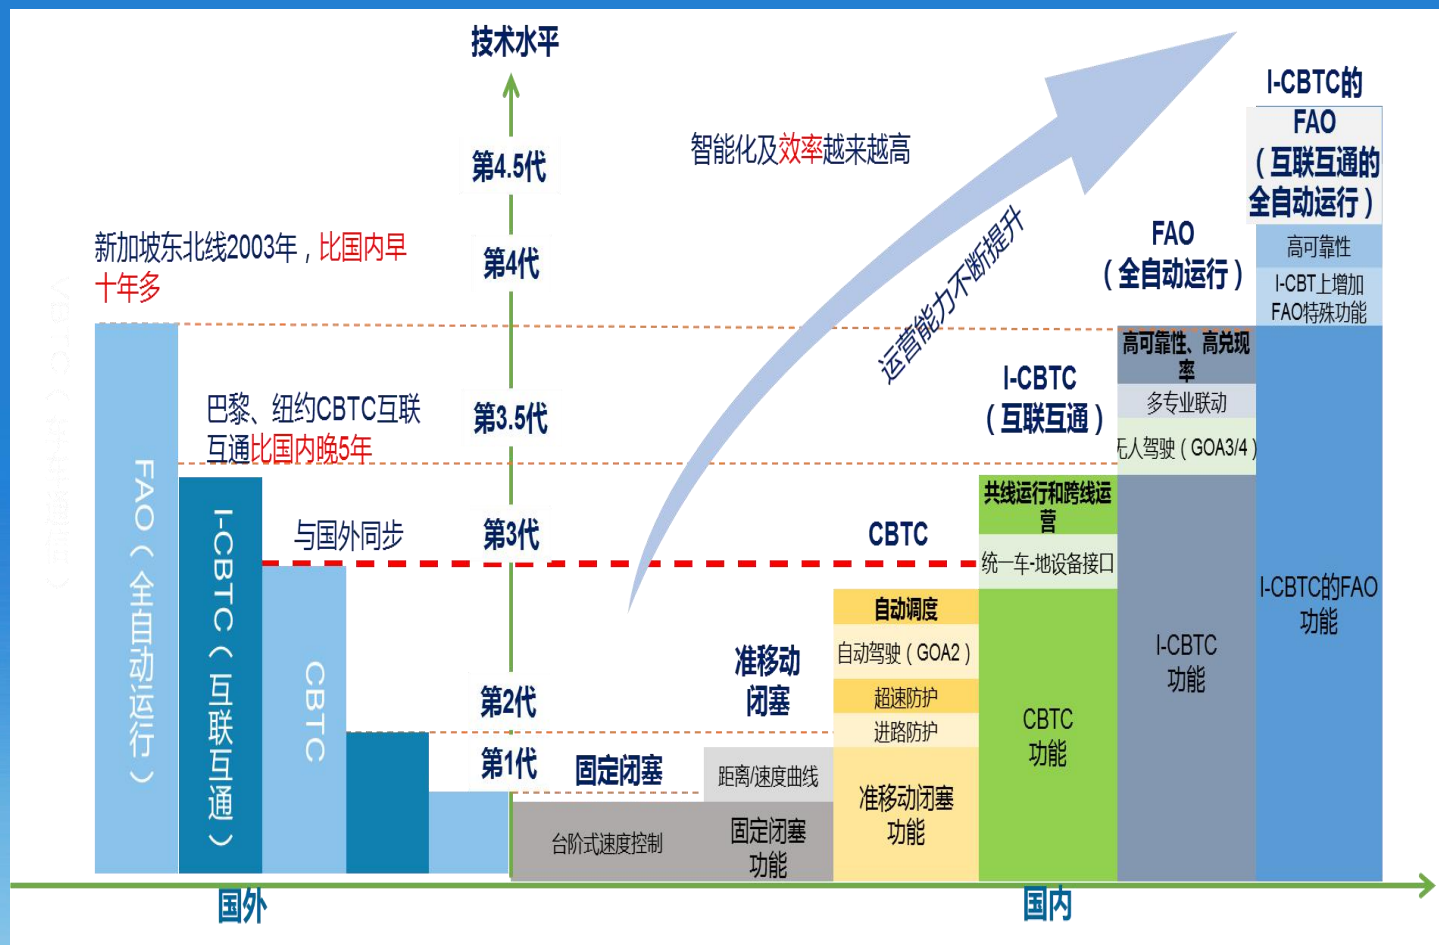 技术水平
第4.5代
第4代
第3.5代
第3代
第2代
第1代
智能化及效率越来越高
运营能力不断提升
新加坡东北线2003年，比国内早
十年多
巴黎、纽约CBTC互联
互通比国内晚5年
与国外同步
FAO（全自动运行）
I-CBTC（互联互通）
CBTC
固定闭塞
台阶式速度控制
准移动
闭塞
距离/速度曲线
固定闭塞
功能
CBTC
自动调度
自动驾驶（GOA2）
超速防护
进路防护
准移动闭塞
功能
I-CBTC
（互联互通）
共线运行和跨线运
营
统一车-地设备接口
CBTC
功能
FAO
（全自动运行）
高可靠性、高兑现
率
多专业联动
无人驾驶（GOA3/4）
I-CBTC
功能
I-CBTC的
FAO
（互联互通的
全自动运行）
高可靠性
I-CBT上增加
FAO特殊功能
I-CBTC的FAO
功能
国外
国内